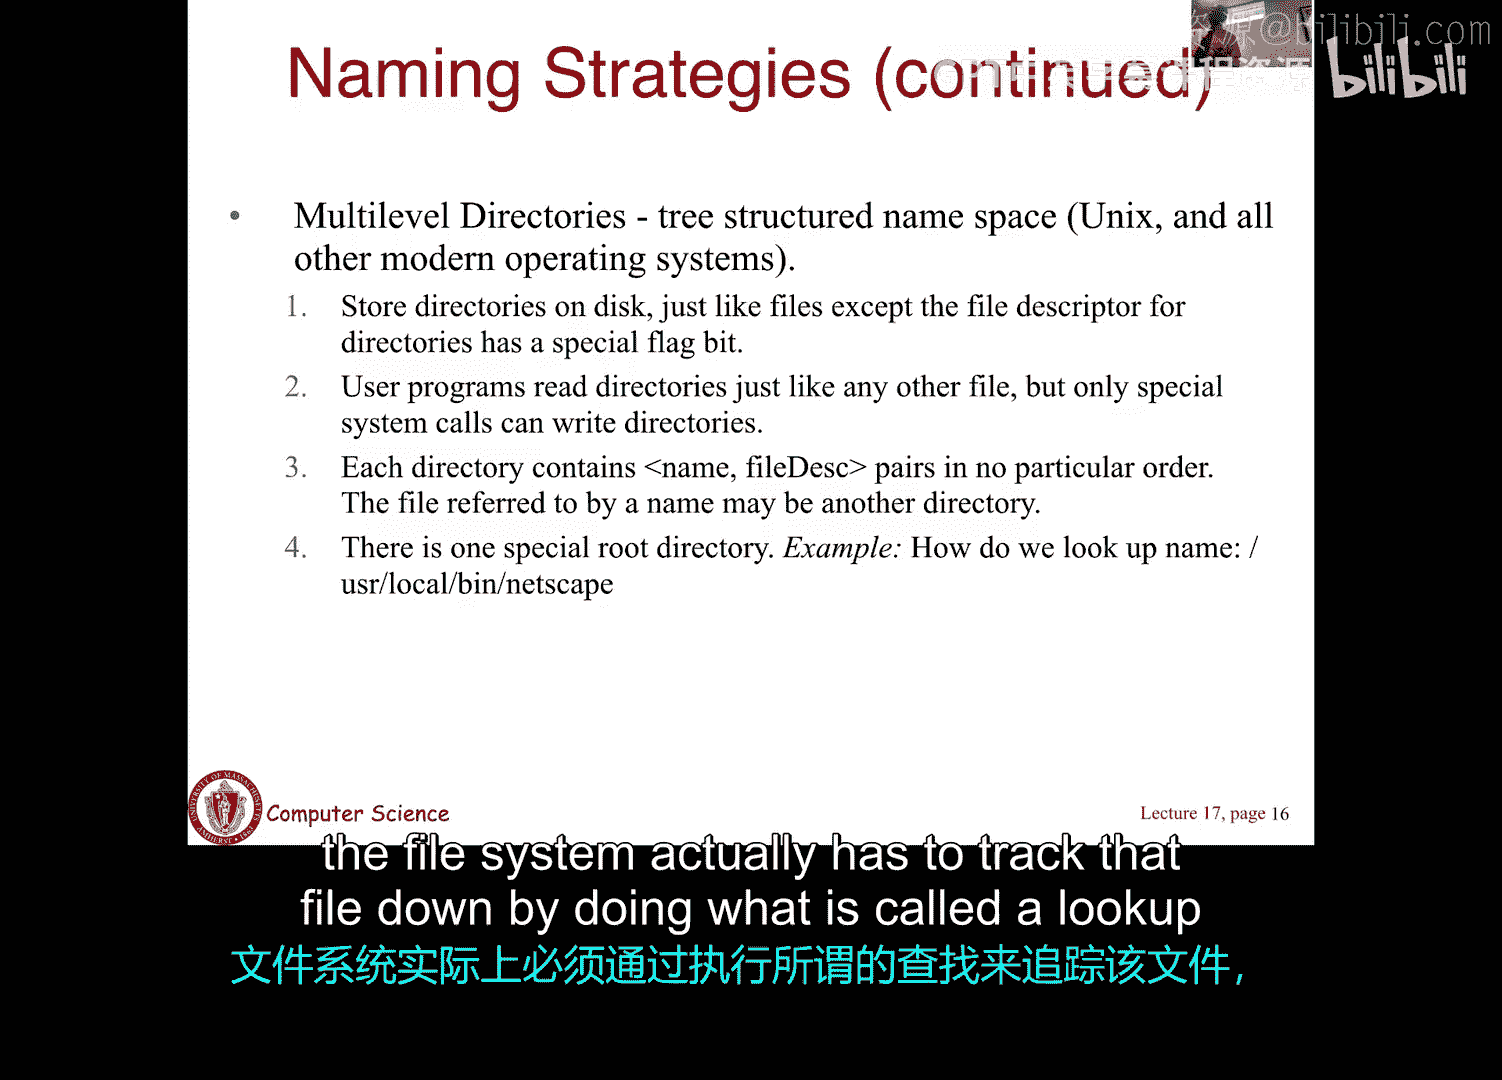 Naming Strategies (continued)
• Multilevel Directories - tree structured name space (Unix, and all
other modern operating systems).
1. Store directories on disk, just like files except the file descriptor for
directories has a special flag bit.
2. User programs read directories just like any other file, but only special
system calls can write directories.
3. Each directory contains <name, fileDesc> pairs in no particular order.
The file referred to by a name may be another directory.
4. There is one special root directory. Example: How do we look up name: /
usr/local/bin/netscape
Computer Science
Lecture 17, page 16
the file system actually has to track that
file down by doing what is called a lookup
文件系统实际上必须通过执行所谓的查找来追踪该文件，
源@bilibili.com
bilibili